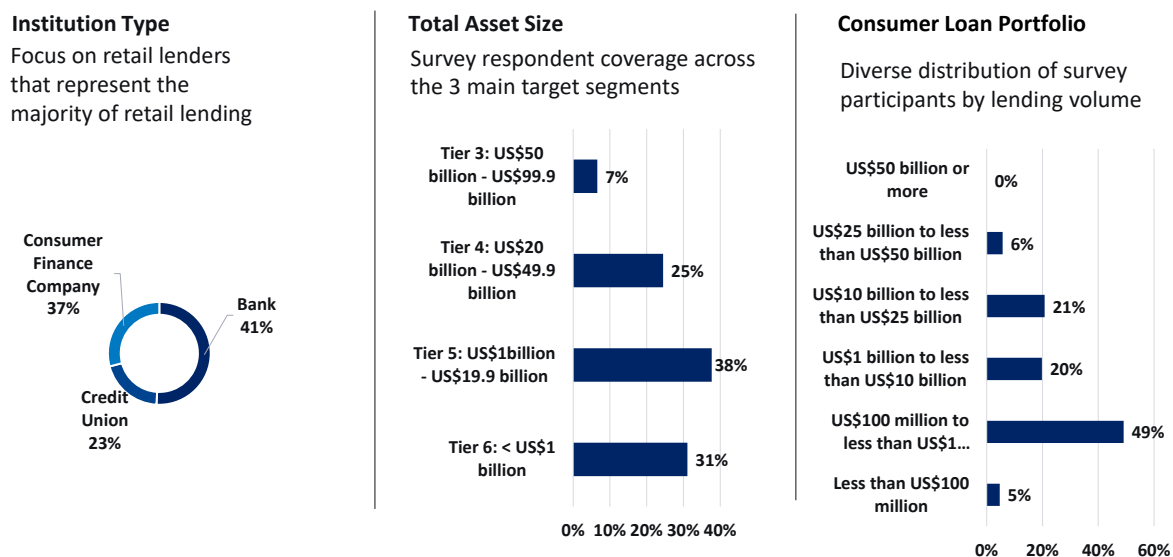 Institution Type
Focus on retail lenders
that represent the
majority of retail lending
Consumer
Finance
Company
37%
Bank
41%
Credit
Union
23%
Total Asset Size
Survey respondent coverage across
the 3 main target segments
Tier 3: US$50
billion - US$99.9
billion
7%
Tier 4: US$20
billion - US$49.9
billion
25%
Tier 5: US$1billion
- US$19.9 billion
38%
Tier 6: < US$1
billion
31%
0% 10% 20% 30% 40%
Consumer Loan Portfolio
Diverse distribution of survey
participants by lending volume
US$50 billion or
more
0%
US$25 billion to less
than US$50 billion
6%
US$10 billion to less
than US$25 billion
21%
US$1 billion to less
than US$10 billion
20%
US$100 million to
less than US$1...
49%
Less than US$100
million
5%
0% 20% 40% 60%